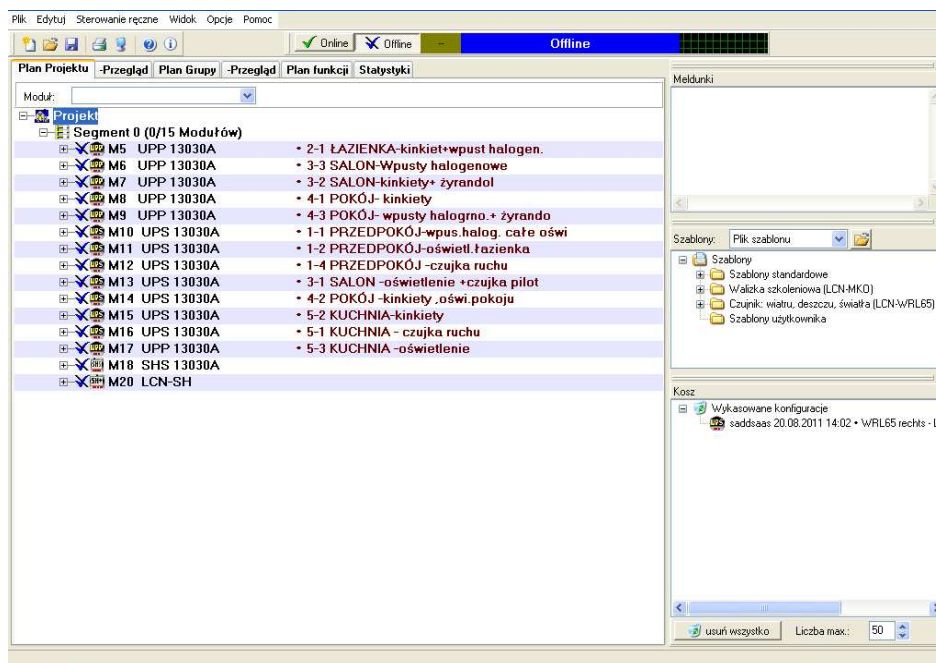 Plik Edytuj Sterowanie ręczne Widok Opcje Pomoc
Online Offline - Offline
Plan Projektu -Przegląd Plan Grupy -Przegląd Plan funkcji Statystyki
Moduł:
Projekt
Segment 0 (0/15 Modułów)
M5 UPP 13030A • 2-1 ŁAZIENKA-kinkiet+wpust halogen.
M6 UPP 13030A • 3-3 SALON-Wpusty halogenowe
M7 UPP 13030A • 3-2 SALON-kinkiety+ żyrandol
M8 UPP 13030A • 4-1 POKÓJ- kinkiety
M9 UPP 13030A • 4-3 POKÓJ- wpusty halogrno.+ żyrando
M10 UPS 13030A • 1-1 PRZEDPOKÓJ-wpus.halog. całe oświ
M11 UPS 13030A • 1-2 PRZEDPOKÓJ-oświetl.łazienka
M12 UPS 13030A • 1-4 PRZEDPOKÓJ -czujka ruchu
M13 UPS 13030A • 3-1 SALON -oświetlenie +czujka pilot
M14 UPS 13030A • 4-2 POKÓJ -kinkiety ,oświ.pokoju
M15 UPS 13030A • 5-2 KUCHNIA-kinkiety
M16 UPS 13030A • 5-1 KUCHNIA - czujka ruchu
M17 UPP 13030A • 5-3 KUCHNIA -oświetlenie
M18 SHS 13030A
M20 LCN-SH
Meldunki
Szablony: Plik szablonu
Szablony
Szablony standardowe
Walizka szkoleniowa (LCN-MKO)
Czujnik: wiatru, deszczu, światła (LCN-WRL65)
Szablony użytkownika
Kosz
Wykasowane konfiguracje
saddsaas 20.08.2011 14:02 • WRL65 rechts - L
usuń wszystko Liczba max.: 50